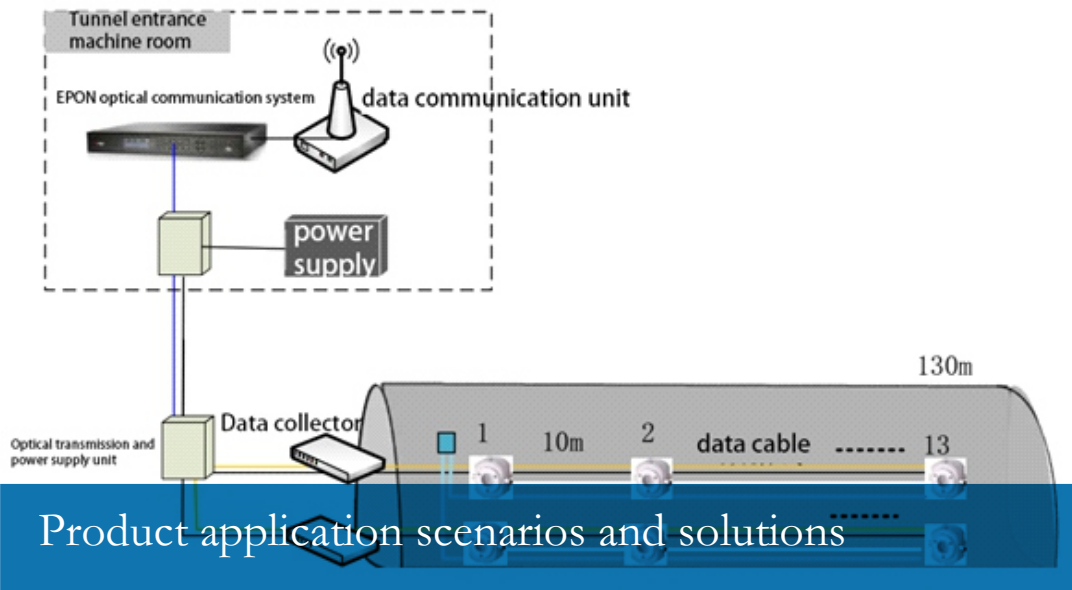 Tunnel entrance
machine room
EPON optical communication system
data communication unit
power
supply
130m
Data collector
Optical transmission and
power supply unit
1
10m
2
data cable
13
Product application scenarios and solutions